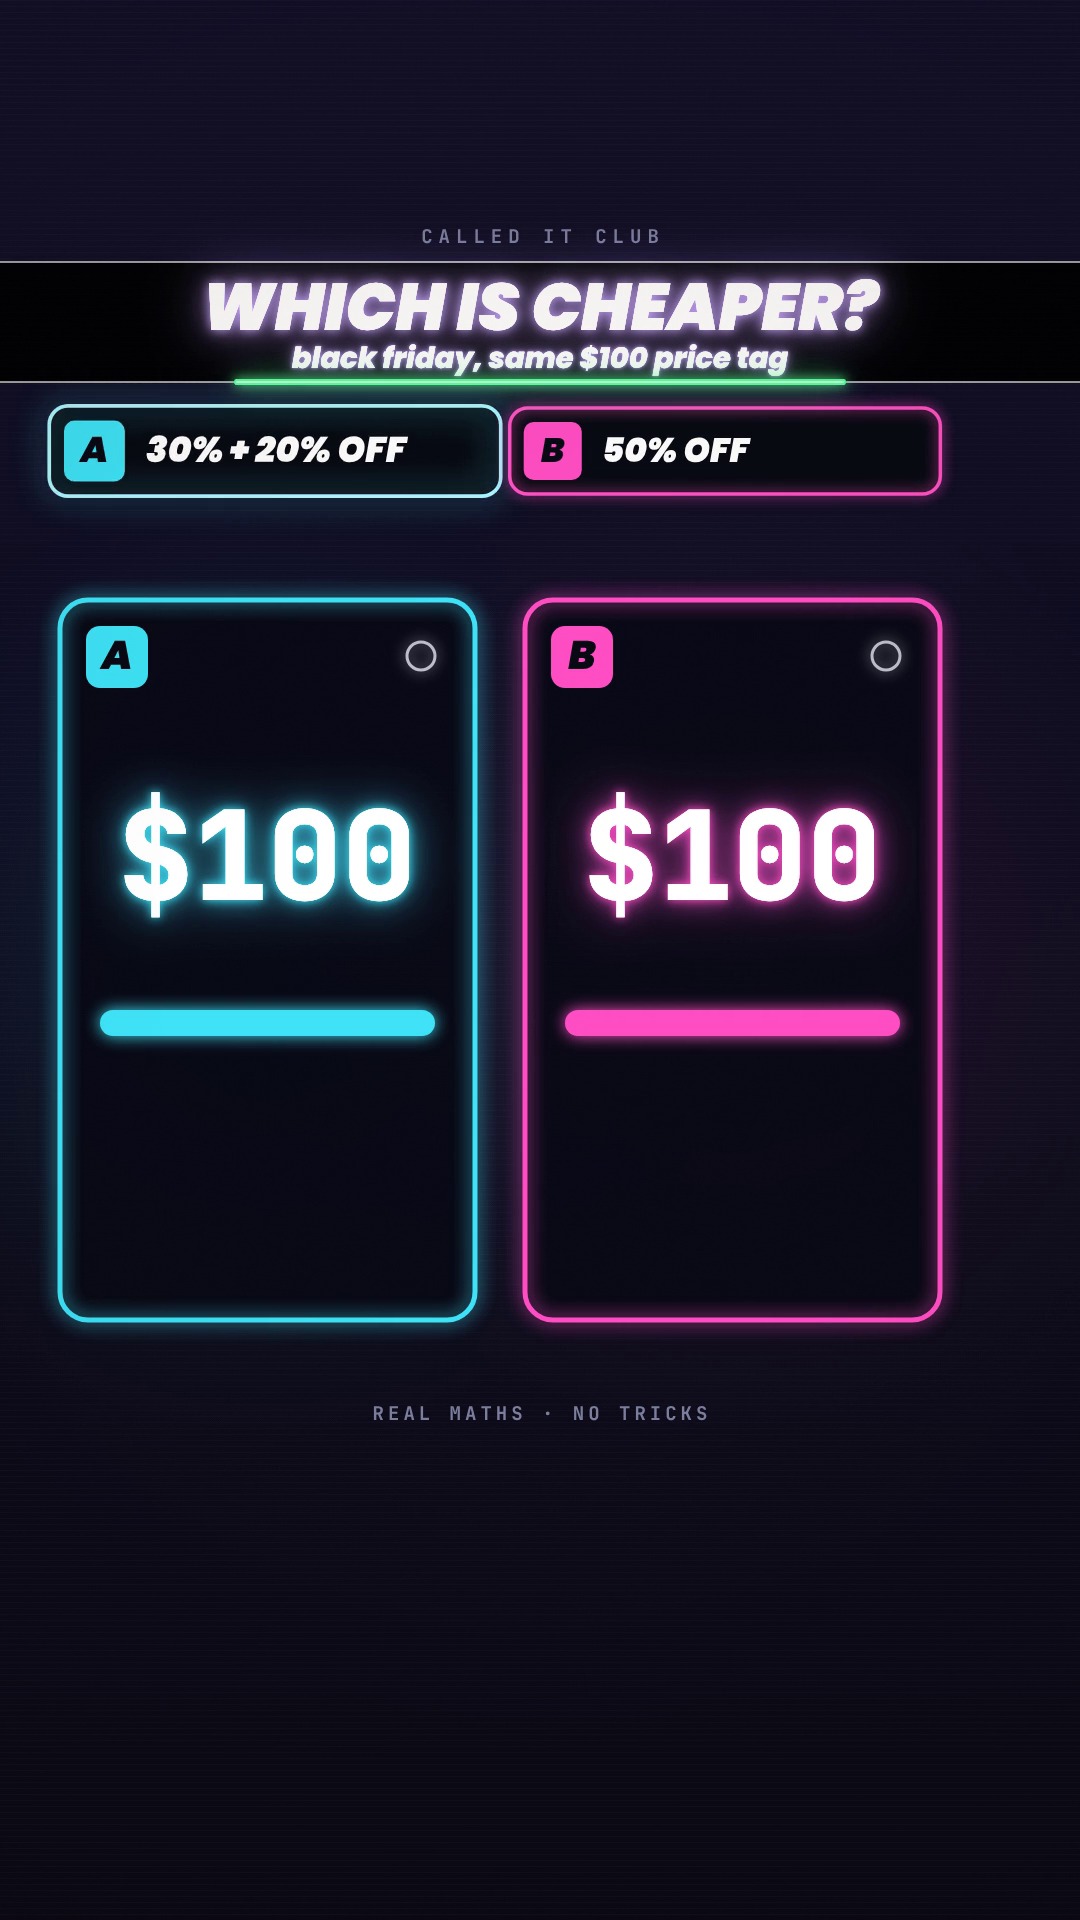 CALLED IT CLUB
WHICH IS CHEAPER?
black friday, same $100 price tag
A 30% + 20% OFF
B 50% OFF
A
B
$100
$100
REAL MATHS · NO TRICKS